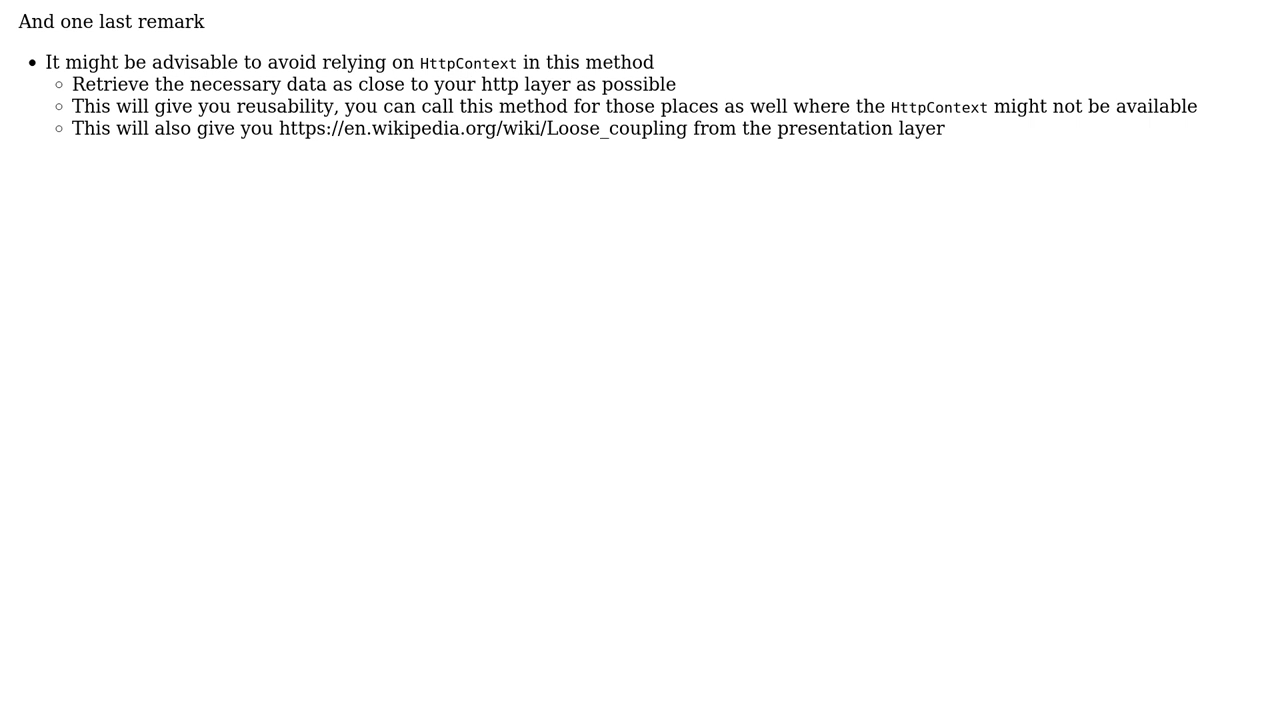 And one last remark
• It might be advisable to avoid relying on HttpContext in this method
◦ Retrieve the necessary data as close to your http layer as possible
◦ This will give you reusability, you can call this method for those places as well where the HttpContext might not be available
◦ This will also give you https://en.wikipedia.org/wiki/Loose_coupling from the presentation layer